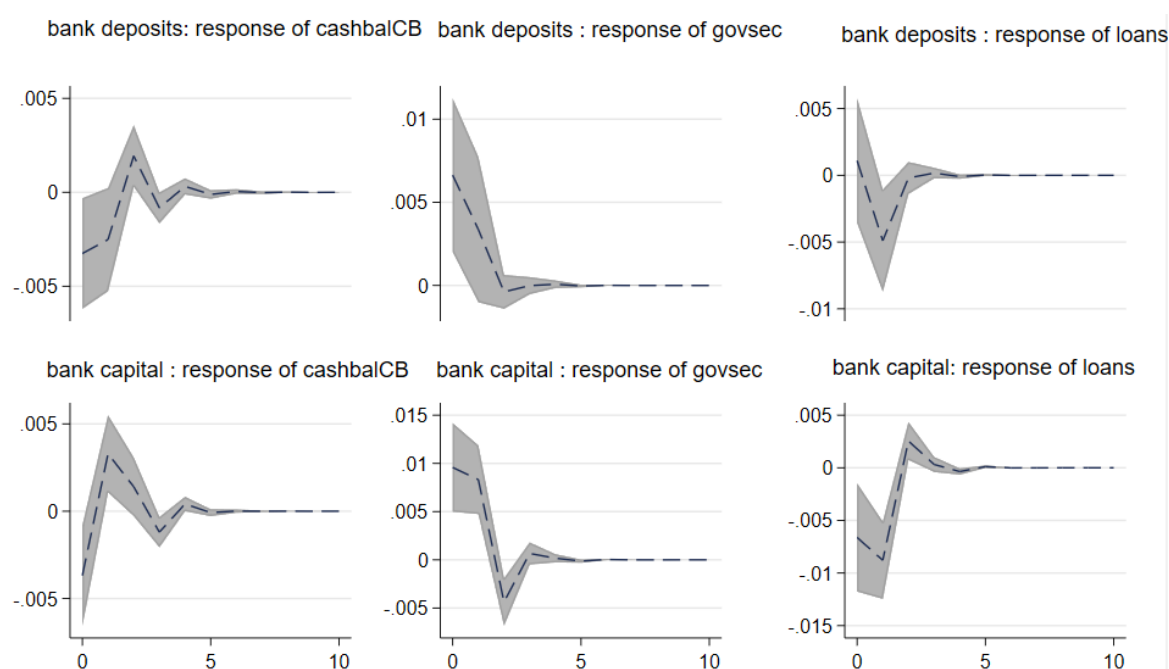 bank deposits: response of cashbalCB
bank deposits : response of govsec
bank deposits : response of loans
.005
0
-.005
.01
.005
0
.005
0
-.005
-.01
bank capital : response of cashbalCB
bank capital : response of govsec
bank capital: response of loans
.005
0
-.005
.015
.01
.005
0
-.005
.005
0
-.005
-.01
-.015
0 5 10
0 5 10
0 5 10